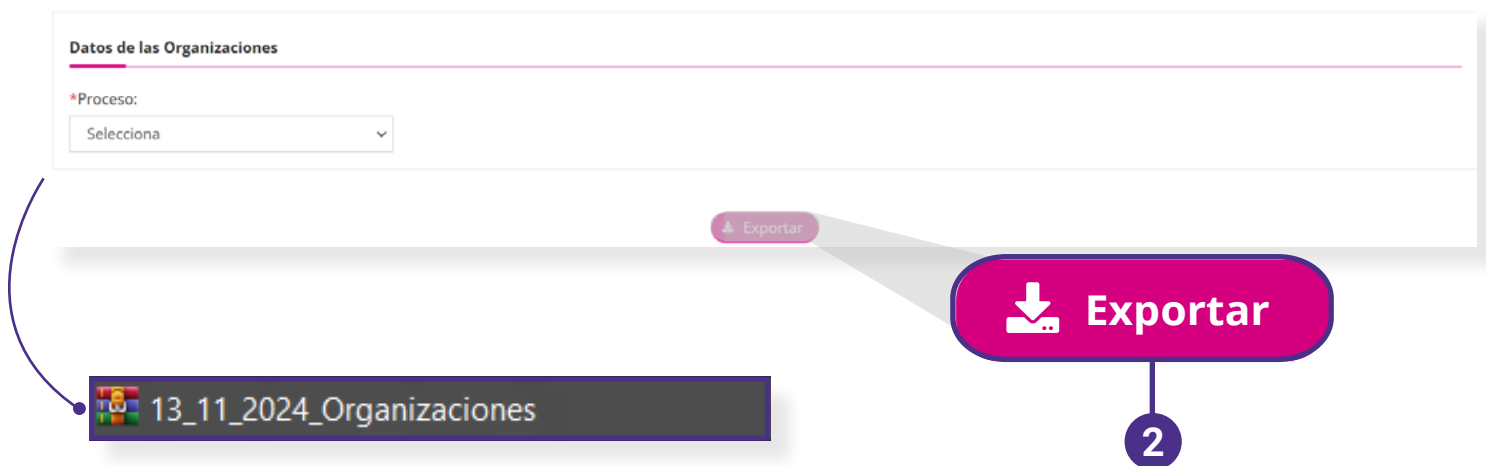 Datos de las Organizaciones
*Proceso:
Selecciona
Exportar
Exportar
13_11_2024_Organizaciones
2